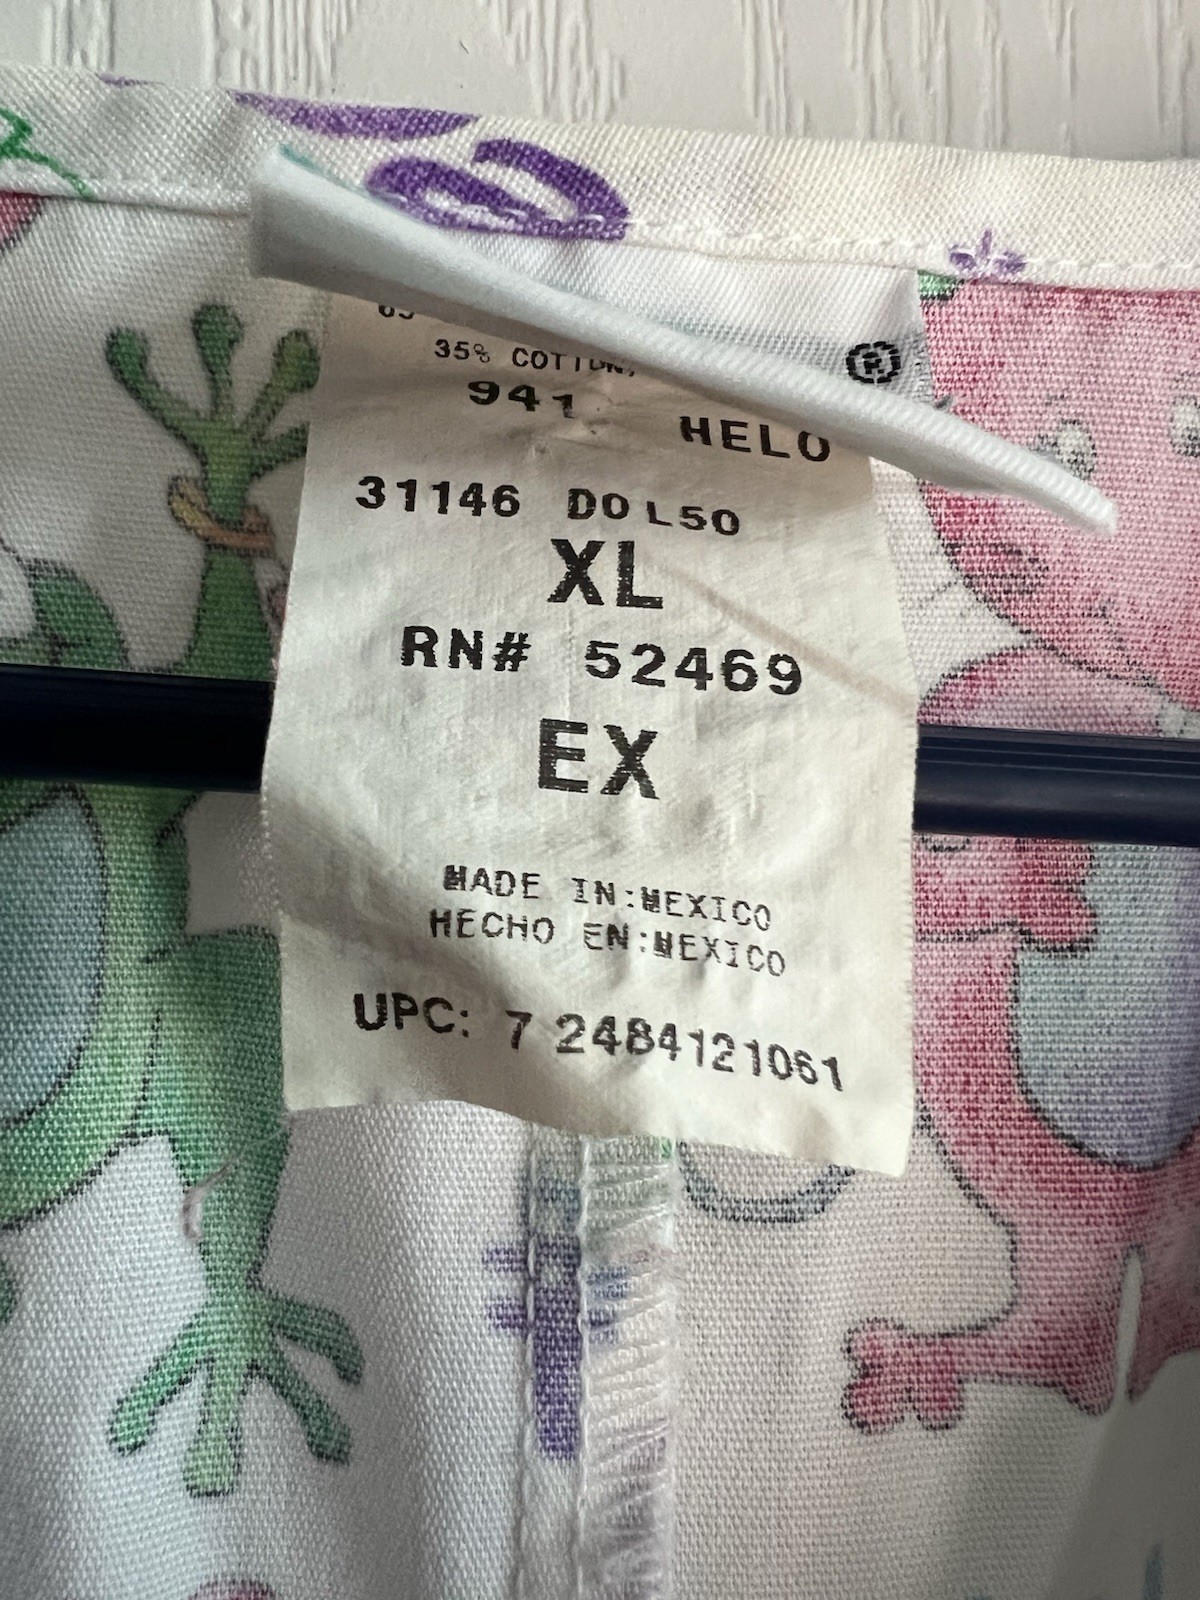 35% COTTON,
®
941 HELO
31146 DOL50
XL
RN# 52469
EX
MADE IN:MEXICO
HECHO EN:MEXICO
UPC: 7 2484121061